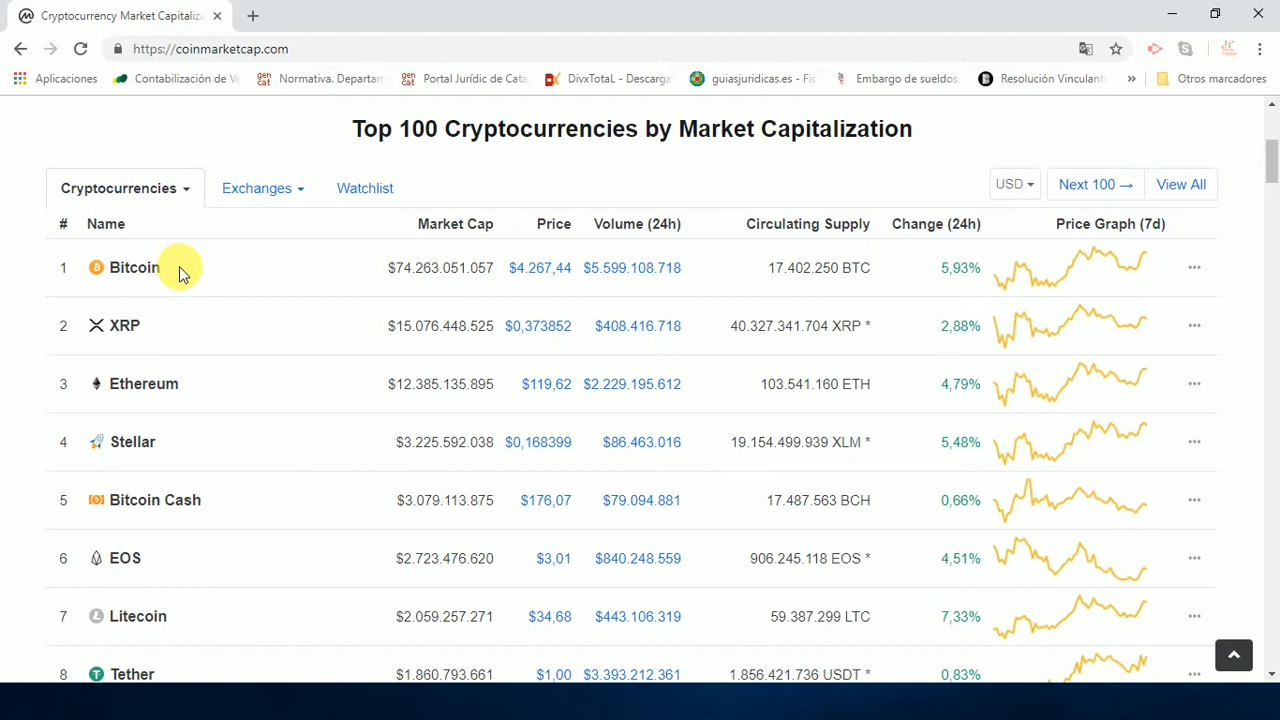 Cryptocurrency Market Capitaliz
https://coinmarketcap.com
Aplicaciones Contabilización de Ve Normativa. Departam Portal Jurídic de Cata DivxTotaL - Descarga guiasjuridicas.es - Fis Embargo de sueldos, Resolución Vinculant » Otros marcadores
Top 100 Cryptocurrencies by Market Capitalization
Cryptocurrencies Exchanges Watchlist USD Next 100 → View All
# Name Market Cap Price Volume (24h) Circulating Supply Change (24h) Price Graph (7d)
1 Bitcoin $74.263.051.057 $4.267,44 $5.599.108.718 17.402.250 BTC 5,93%
2 XRP $15.076.448.525 $0,373852 $408.416.718 40.327.341.704 XRP * 2,88%
3 Ethereum $12.385.135.895 $119,62 $2.229.195.612 103.541.160 ETH 4,79%
4 Stellar $3.225.592.038 $0,168399 $86.463.016 19.154.499.939 XLM * 5,48%
5 Bitcoin Cash $3.079.113.875 $176,07 $79.094.881 17.487.563 BCH 0,66%
6 EOS $2.723.476.620 $3,01 $840.248.559 906.245.118 EOS * 4,51%
7 Litecoin $2.059.257.271 $34,68 $443.106.319 59.387.299 LTC 7,33%
8 Tether $1.860.793.661 $1,00 $3.393.212.361 1.856.421.736 USDT * 0,83%